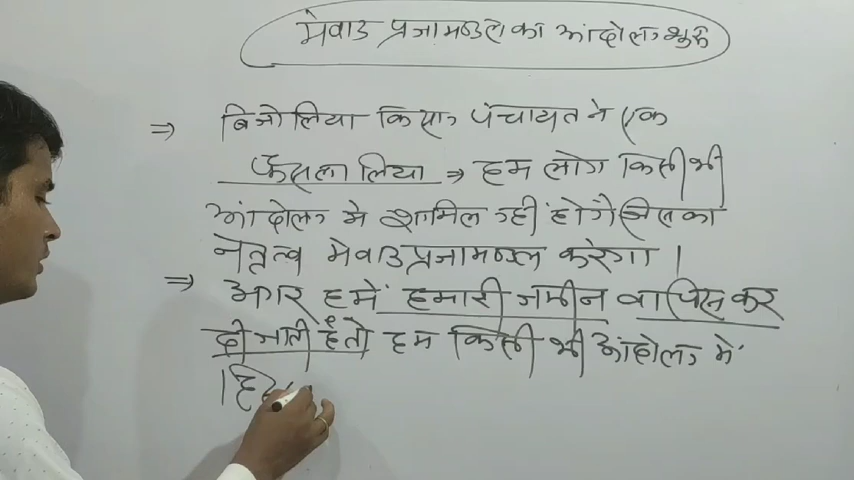 मेवाड प्रजामण्डल का आंदोलन शुरू
⇒ बिजोलिया किसान पंचायत ने एक
फैसला लिया ⇒ हम लोग किसी भी
आंदोलन मे शामिल नहीं होगें जिसका
नेतृत्व मेवाड प्रजामण्डल करेगा ।
⇒ अगर हमें हमारी जमीन वापिस कर
दी जाती है तो हम किसी भी आंदोलन में